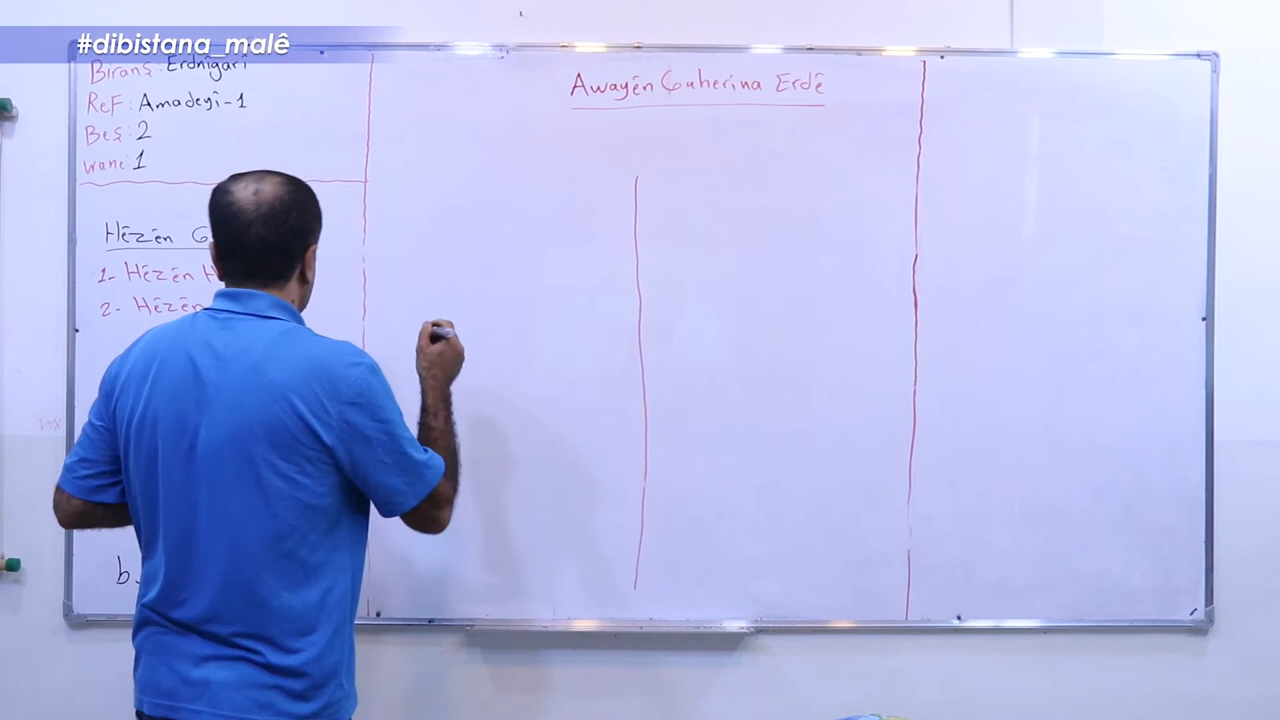 #dibistana_malê
Biranş: Erdnîgarî
Ref: Amadeyî-1
Beş: 2
wane: 1
Awayên Guherîna Erdê
Hêzên
1- Hêzên
2- Hêzên
b.